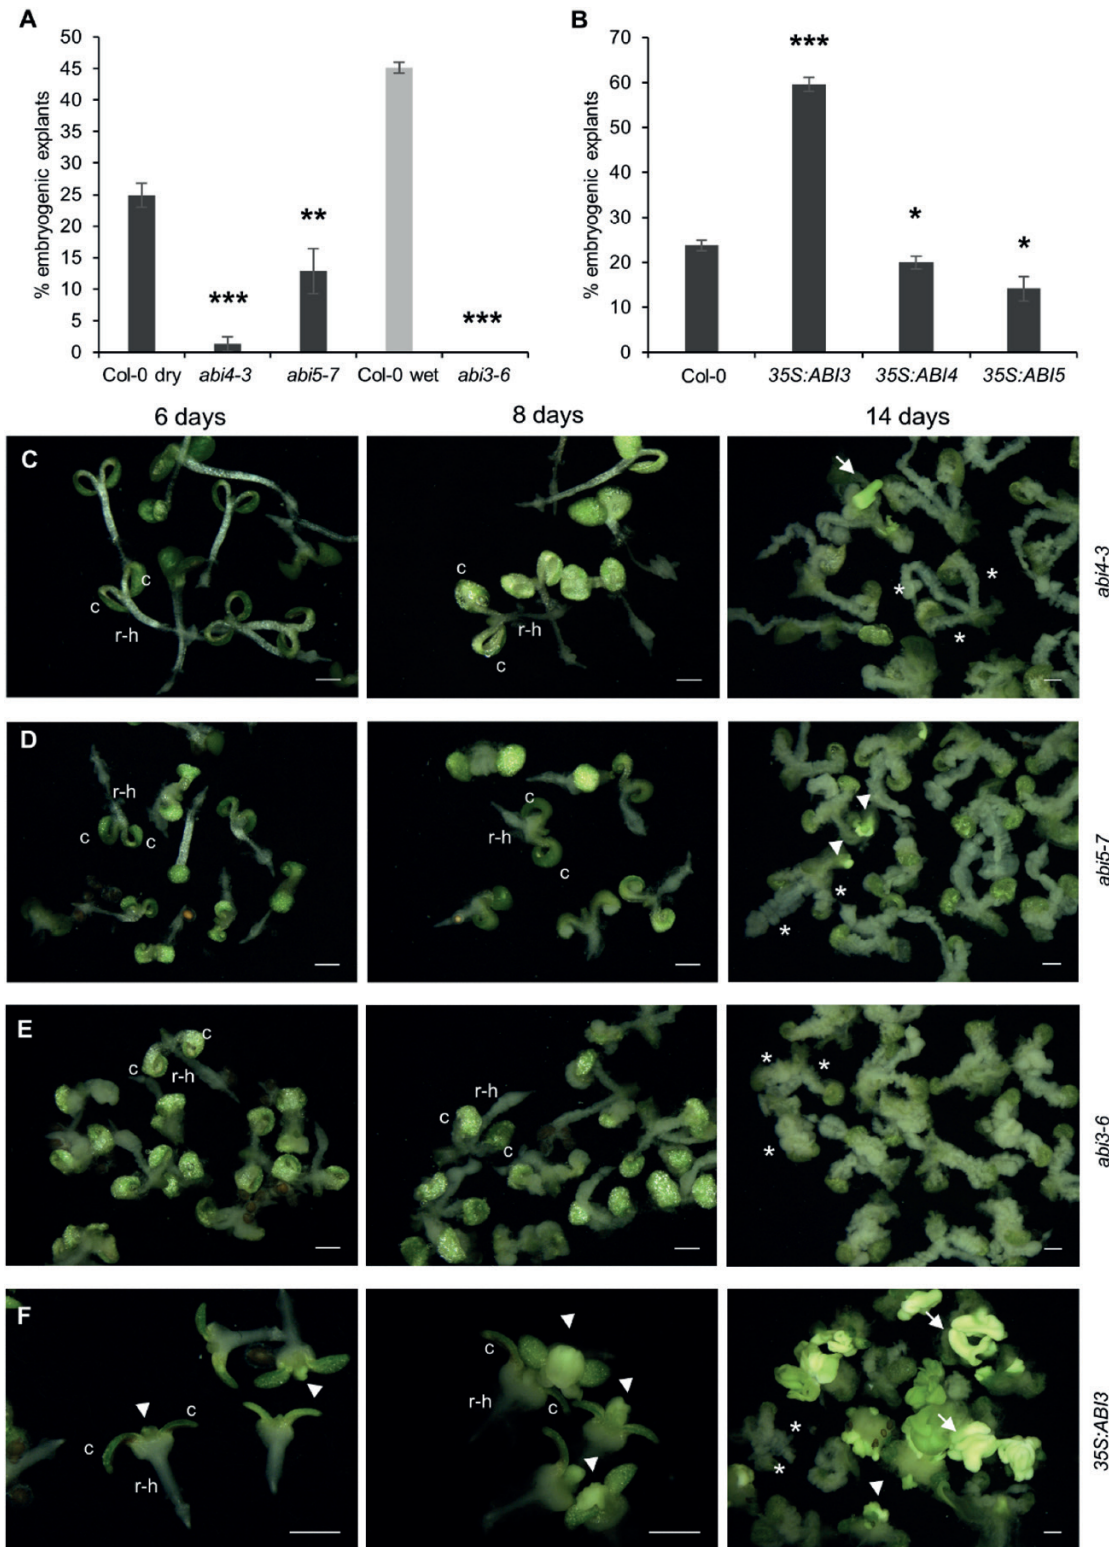 A
% embryogenic explants
50
45
40
35
30
25
20
15
10
5
0
***
**
***
Col-0 dry abi4-3 abi5-7 Col-0 wet abi3-6
B
% embryogenic explants
70
60
50
40
30
20
10
0
***
*
*
Col-0 35S:ABI3 35S:ABI4 35S:ABI5
6 days 8 days 14 days
C
c
c
r-h
c
r-h
c
*
*
*
abi4-3
D
r-h
c
c
c
r-h
c
*
*
abi5-7
E
c
c
r-h
r-h
c
c
*
*
*
abi3-6
F
c
c
r-h
c
r-h
c
*
*
35S:ABI3